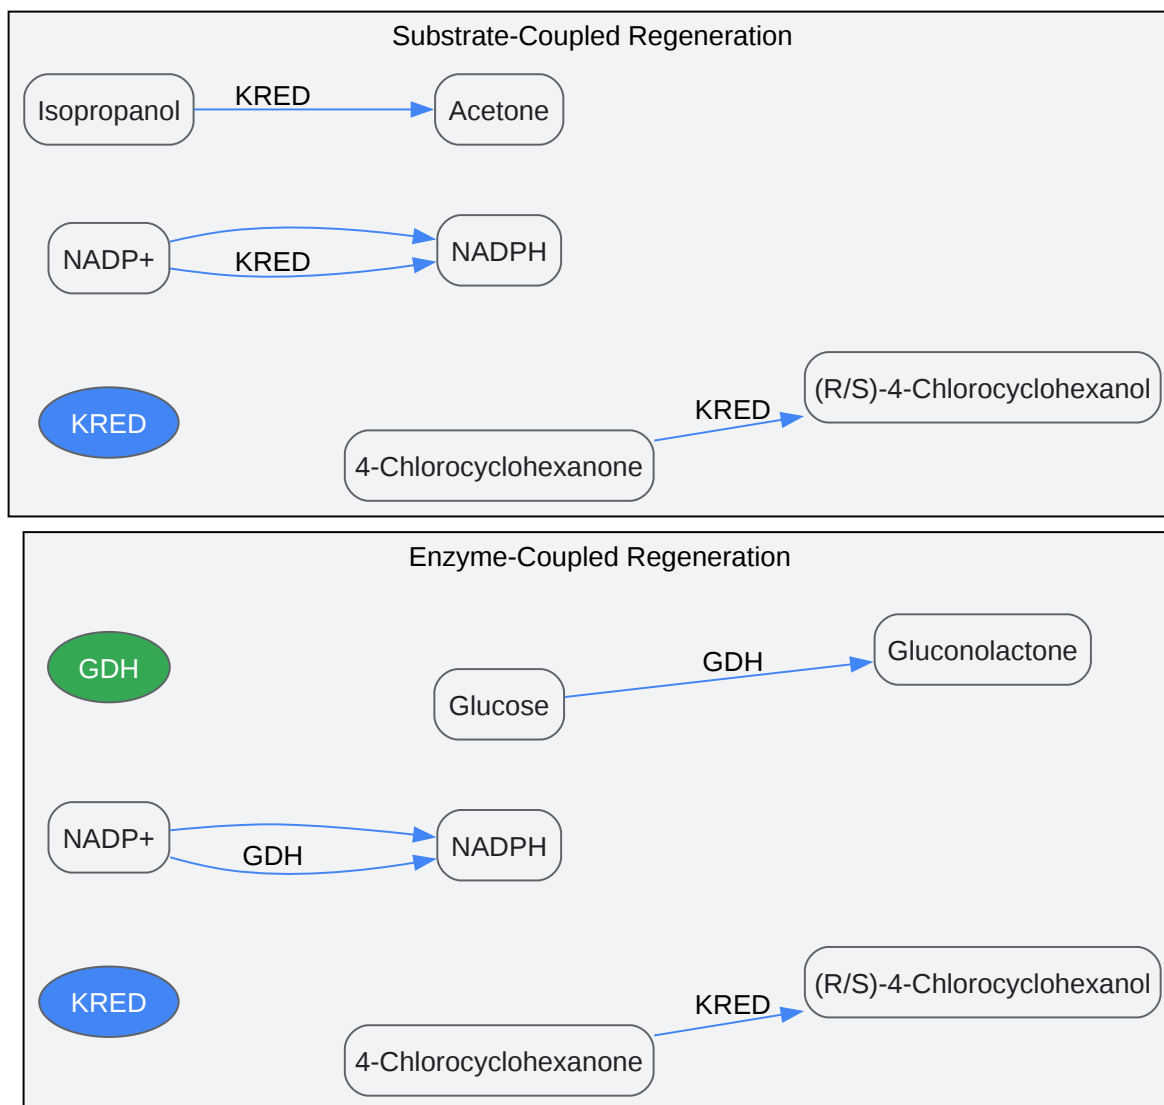 Substrate-Coupled Regeneration
Isopropanol
KRED
Acetone
NADP+
KRED
NADPH
KRED
4-Chlorocyclohexanone
KRED
(R/S)-4-Chlorocyclohexanol
Enzyme-Coupled Regeneration
GDH
Glucose
GDH
Gluconolactone
NADP+
GDH
NADPH
KRED
4-Chlorocyclohexanone
KRED
(R/S)-4-Chlorocyclohexanol